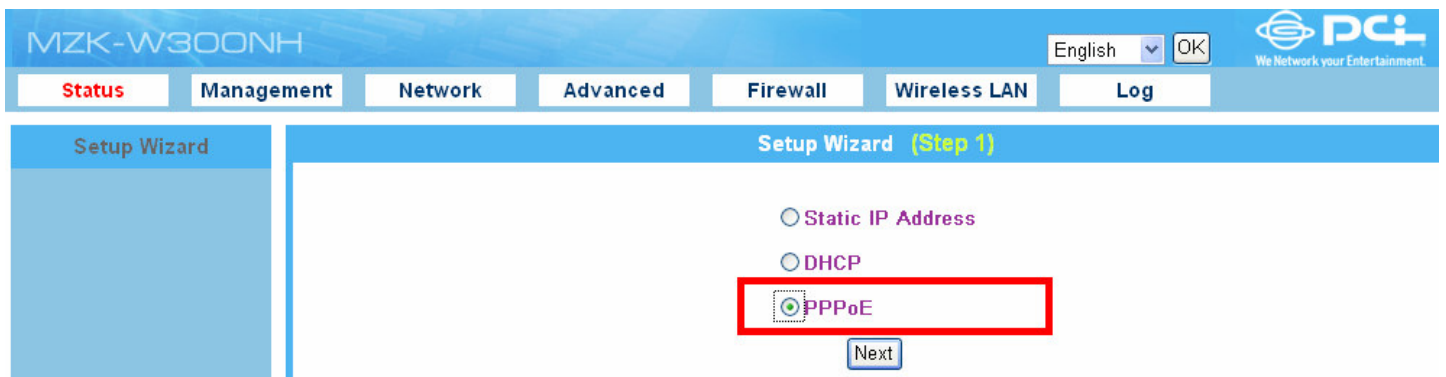 MZK-W300NH
English OK
PCi
We Network your Entertainment.
Status Management Network Advanced Firewall Wireless LAN Log
Setup Wizard
Setup Wizard (Step 1)
Static IP Address
DHCP
PPPoE
Next